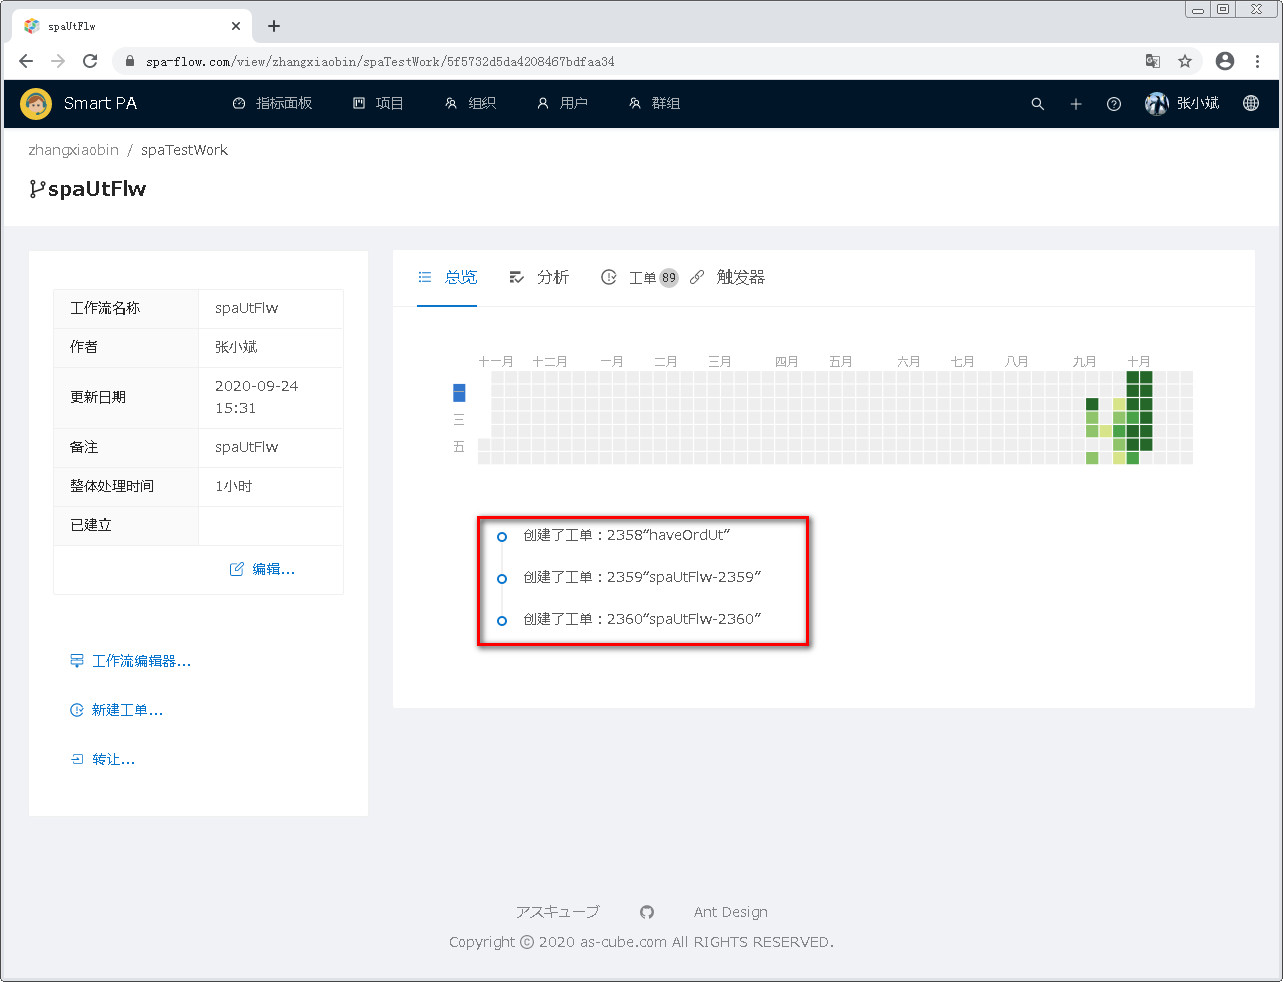 spaUtFlw
spa-flow.com/view/zhangxiaobin/spaTestWork/5f5732d5da4208467bdfaa34
Smart PA 指标面板 项目 组织 用户 群组 张小斌
zhangxiaobin / spaTestWork
spaUtFlw
工作流名称 spaUtFlw
作者 张小斌
更新日期 2020-09-24
15:31
备注 spaUtFlw
整体处理时间 1小时
已建立
编辑...
工作流编辑器...
新建工单...
转让...
总览 分析 工单 89 触发器
十一月 十二月 一月 二月 三月 四月 五月 六月 七月 八月 九月 十月
一
三
五
创建了工单：2358“haveOrdUt”
创建了工单：2359“spaUtFlw-2359”
创建了工单：2360“spaUtFlw-2360”
アスキューブ Ant Design
Copyright © 2020 as-cube.com All RIGHTS RESERVED.